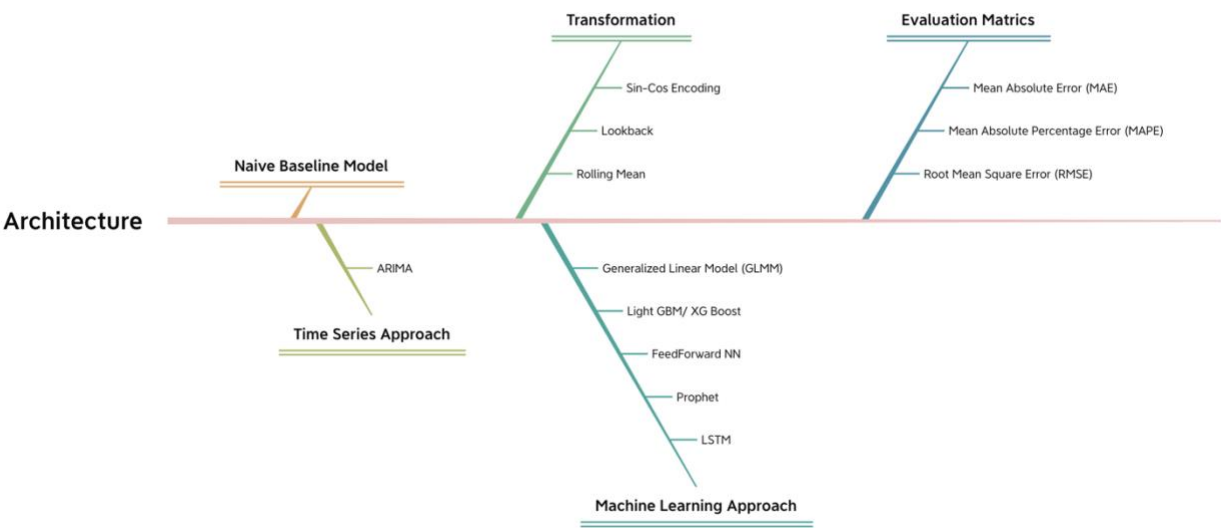 Transformation
Evaluation Matrics
Sin-Cos Encoding
Mean Absolute Error (MAE)
Lookback
Mean Absolute Percentage Error (MAPE)
Naive Baseline Model
Rolling Mean
Root Mean Square Error (RMSE)
Architecture
ARIMA
Generalized Linear Model (GLMM)
Light GBM/ XG Boost
Time Series Approach
FeedForward NN
Prophet
LSTM
Machine Learning Approach